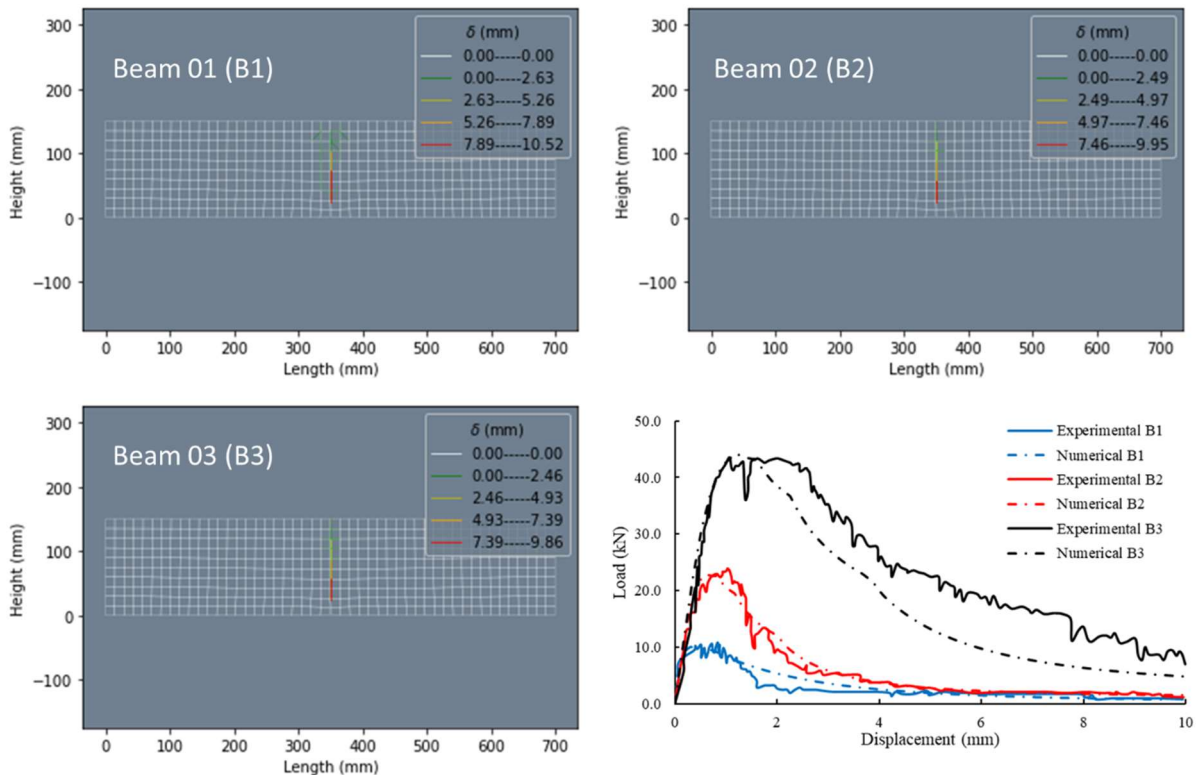 300
200
100
0
−100
Height (mm)
Beam 01 (B1)
δ (mm)
0.00-----0.00
0.00-----2.63
2.63-----5.26
5.26-----7.89
7.89-----10.52
0 100 200 300 400 500 600 700
Length (mm)
300
200
100
0
−100
Height (mm)
Beam 02 (B2)
δ (mm)
0.00-----0.00
0.00-----2.49
2.49-----4.97
4.97-----7.46
7.46-----9.95
0 100 200 300 400 500 600 700
Length (mm)
300
200
100
0
−100
Height (mm)
Beam 03 (B3)
δ (mm)
0.00-----0.00
0.00-----2.46
2.46-----4.93
4.93-----7.39
7.39-----9.86
0 100 200 300 400 500 600 700
Length (mm)
50.0
40.0
30.0
20.0
10.0
0.0
Load (kN)
Experimental B1
Numerical B1
Experimental B2
Numerical B2
Experimental B3
Numerical B3
0 2 4 6 8 10
Displacement (mm)